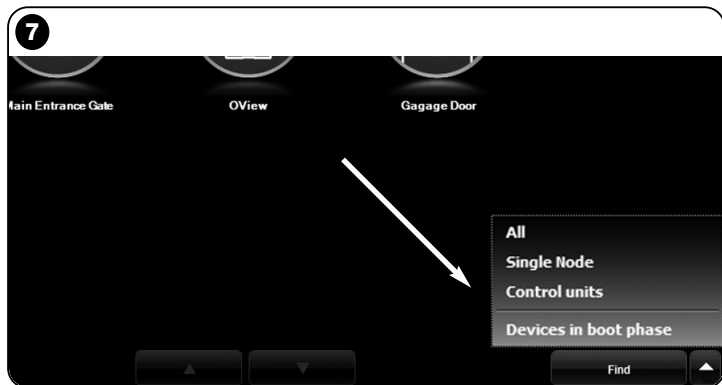 7
Main Entrance Gate
OView
Gagage Door
All
Single Node
Control units
Devices in boot phase
Find